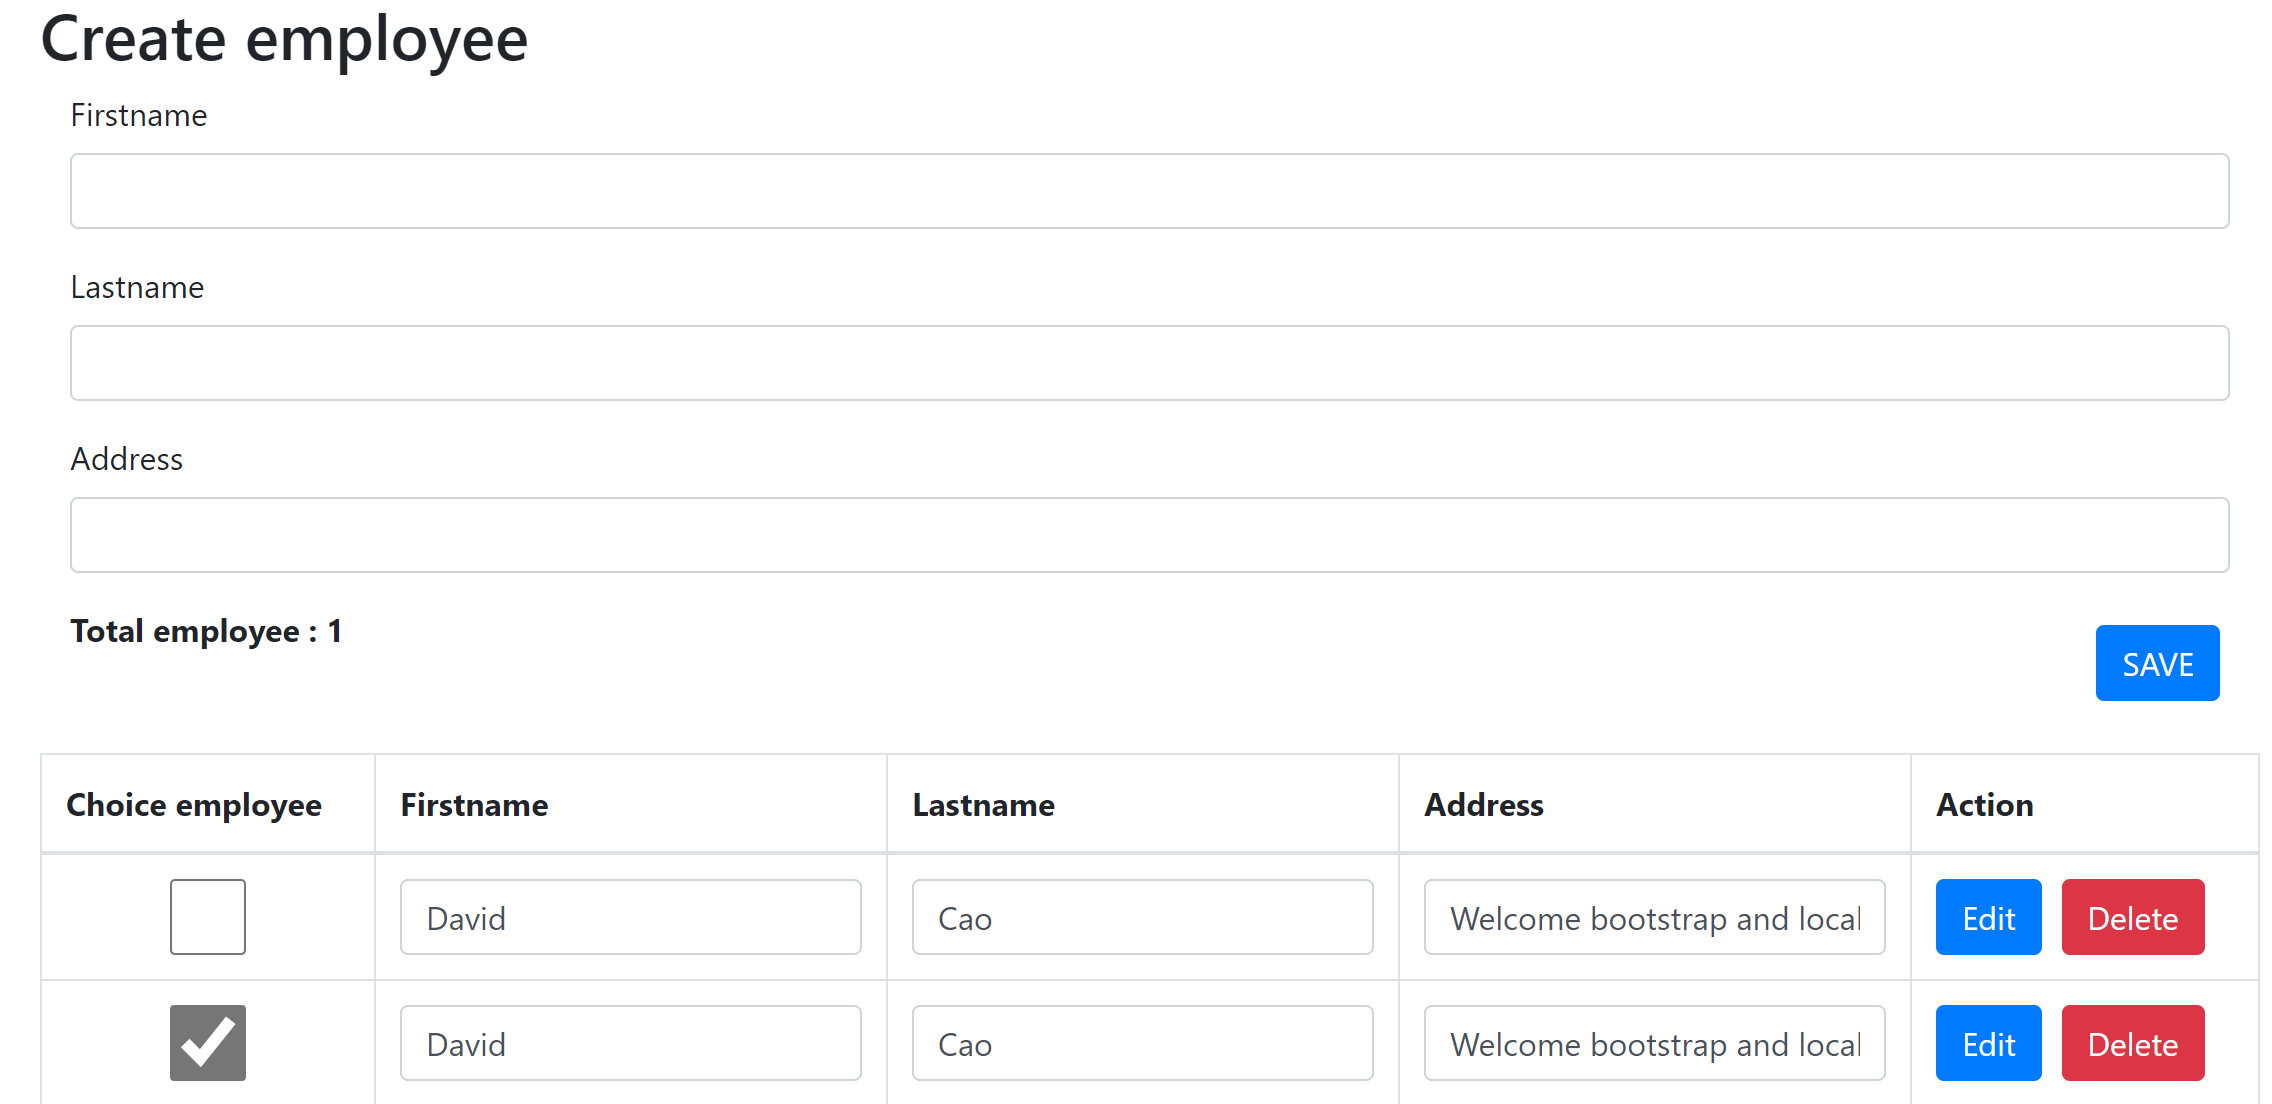 Create employee
Firstname
Lastname
Address
Total employee : 1
SAVE
Choice employee Firstname Lastname Address Action
David Cao Welcome bootstrap and local Edit Delete
David Cao Welcome bootstrap and local Edit Delete